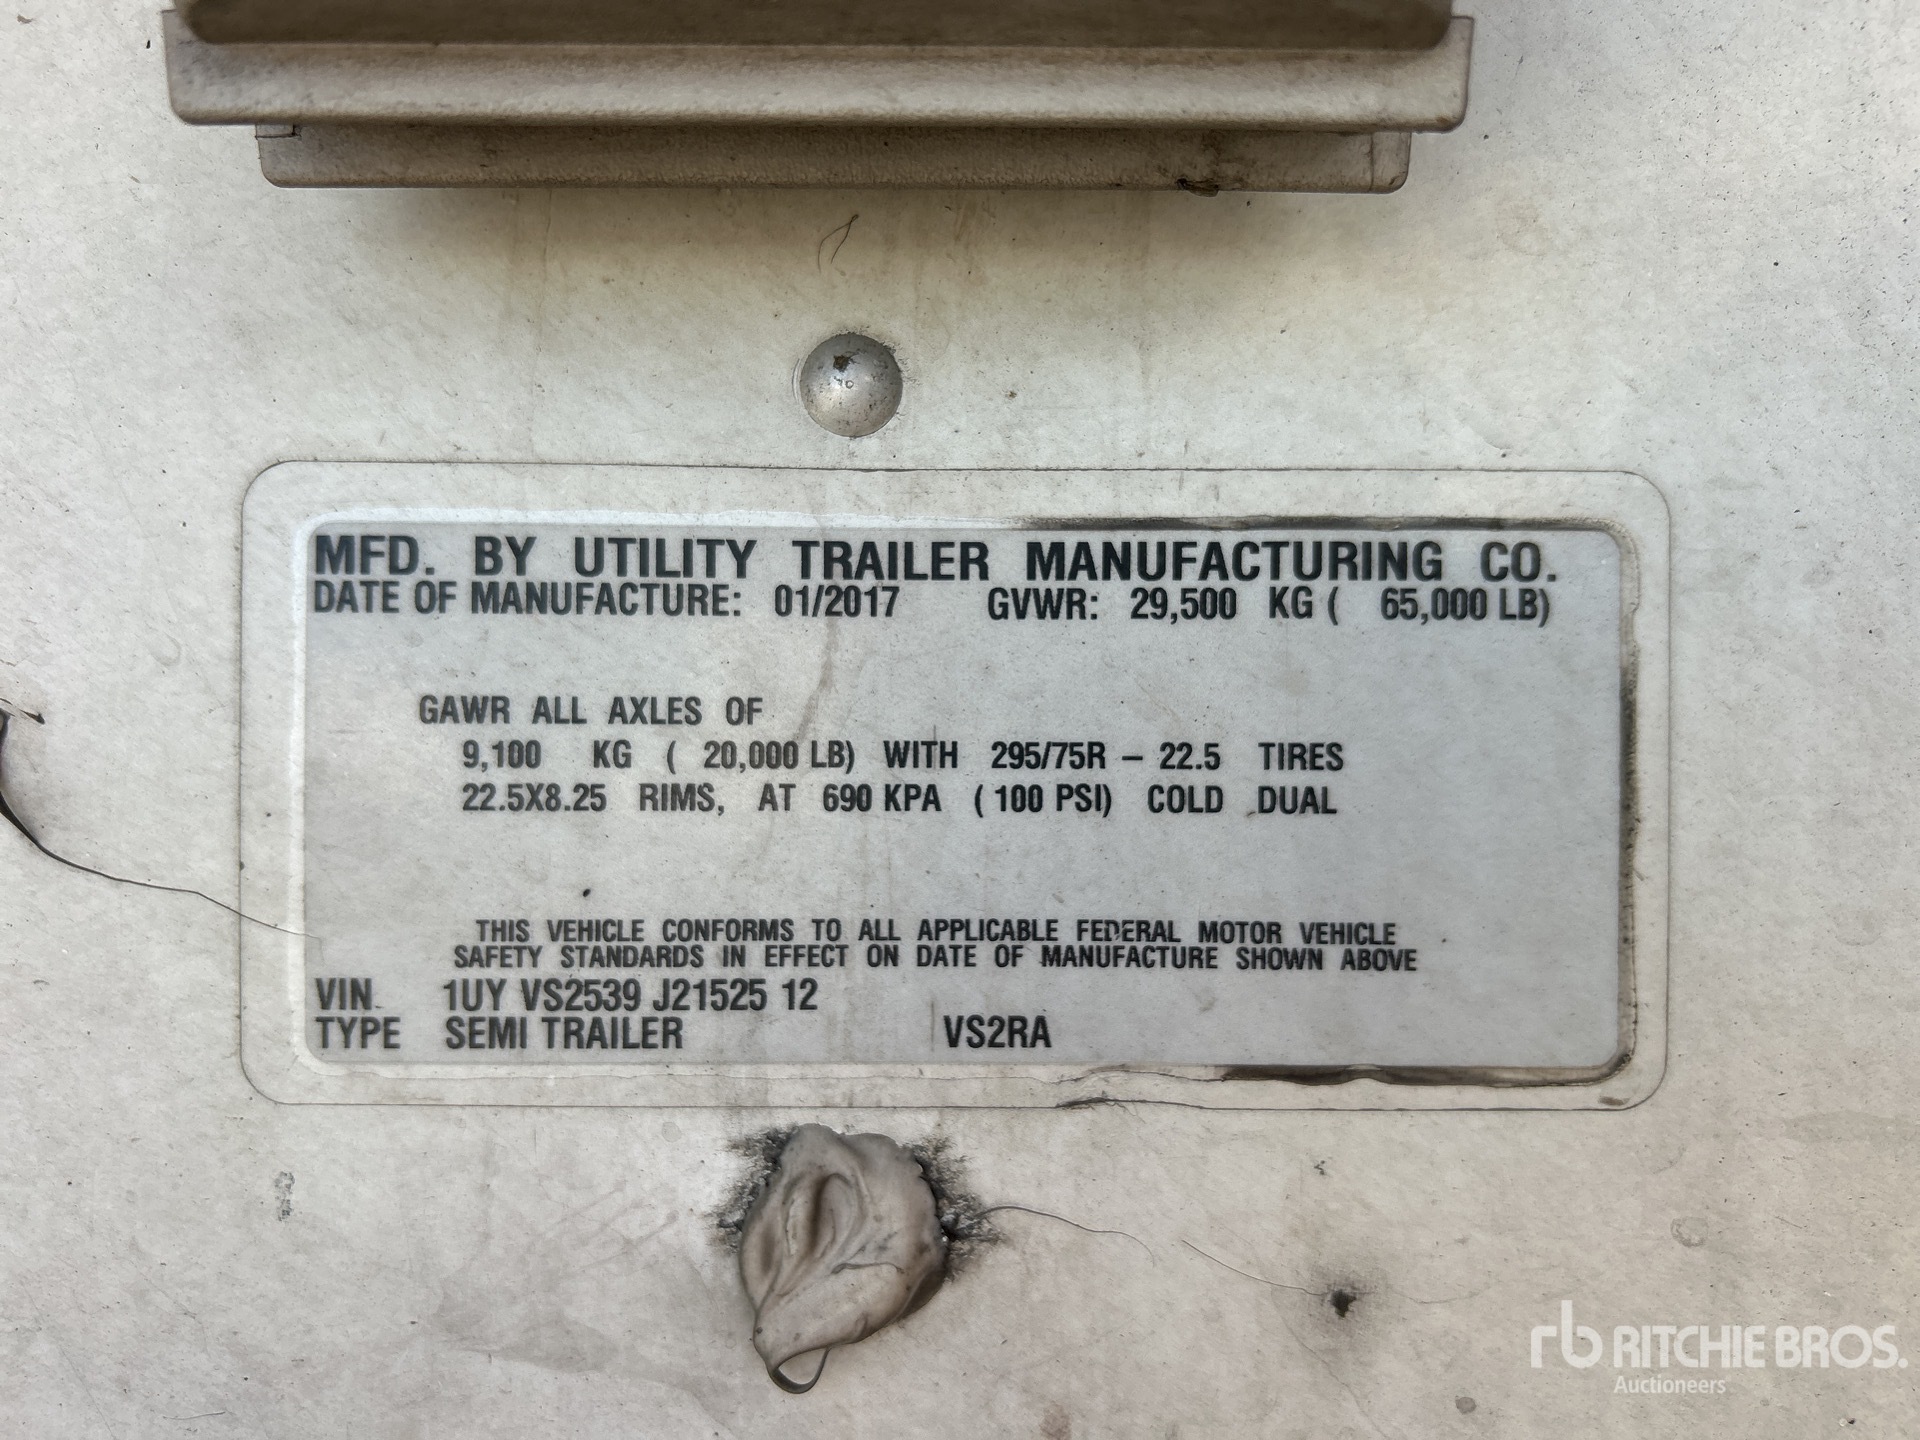 MFD. BY UTILITY TRAILER MANUFACTURING CO.
DATE OF MANUFACTURE: 01/2017 GVWR: 29,500 KG ( 65,000 LB)
GAWR ALL AXLES OF
9,100 KG ( 20,000 LB) WITH 295/75R – 22.5 TIRES
22.5X8.25 RIMS, AT 690 KPA ( 100 PSI) COLD DUAL
THIS VEHICLE CONFORMS TO ALL APPLICABLE FEDERAL MOTOR VEHICLE
SAFETY STANDARDS IN EFFECT ON DATE OF MANUFACTURE SHOWN ABOVE
VIN. 1UY VS2539 J21525 12
TYPE SEMI TRAILER VS2RA
rb RITCHIE BROS.
Auctioneers